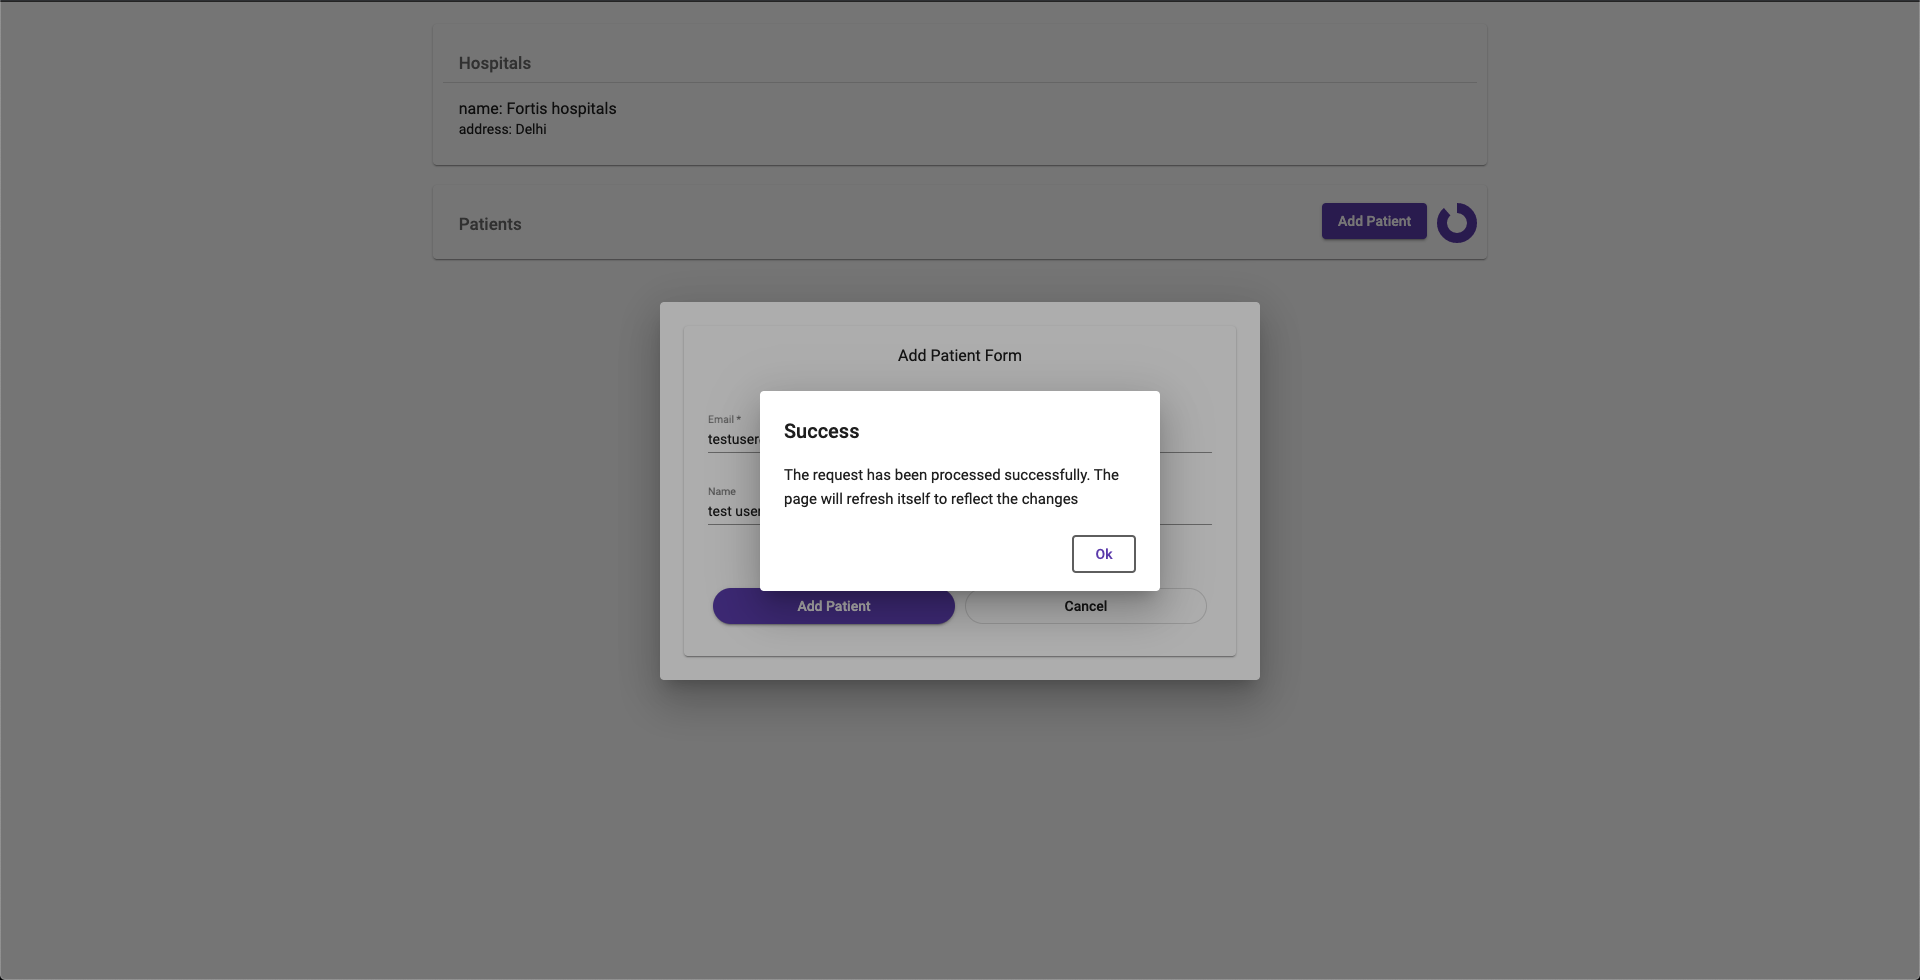 Hospitals
name: Fortis hospitals
address: Delhi
Patients
Add Patient
Add Patient Form
Email *
testuser
Name
test user
Success
The request has been processed successfully. The
page will refresh itself to reflect the changes
Ok
Add Patient
Cancel